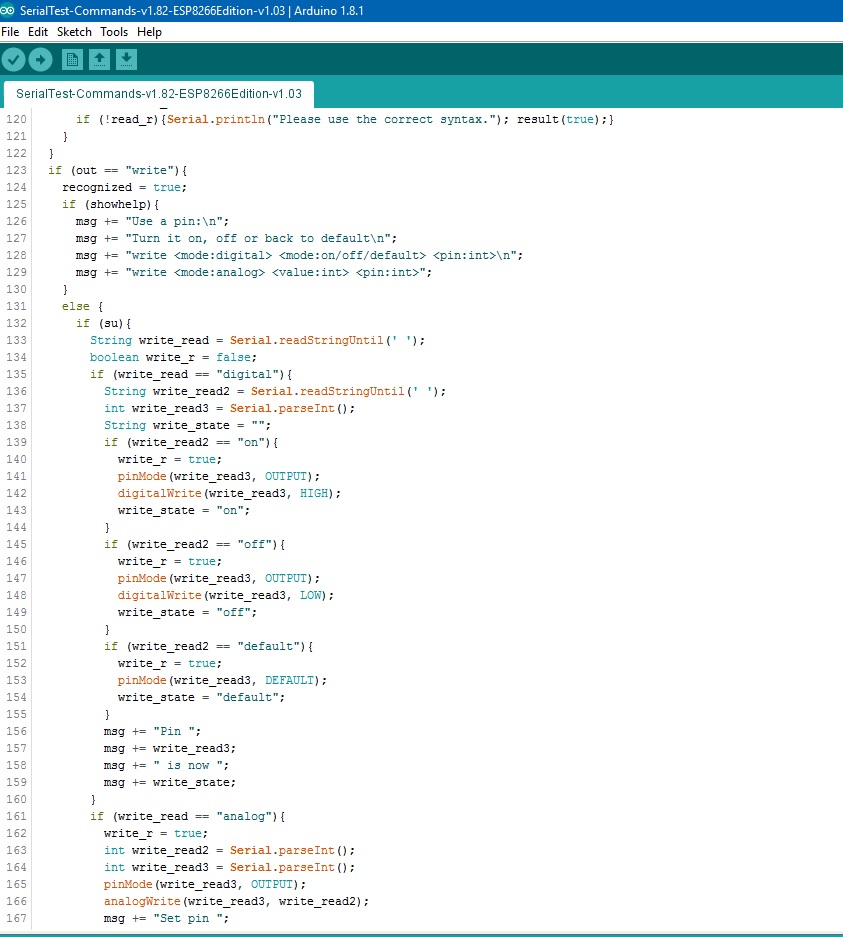 SerialTest-Commands-v1.82-ESP8266Edition-v1.03 | Arduino 1.8.1
File Edit Sketch Tools Help
SerialTest-Commands-v1.82-ESP8266Edition-v1.03
120 if (!read_r){Serial.println("Please use the correct syntax."); result(true);}
121 }
122 }
123 if (out == "write"){
124 recognized = true;
125 if (showhelp){
126 msg += "Use a pin:\n";
127 msg += "Turn it on, off or back to default\n";
128 msg += "write <mode:digital> <mode:on/off/default> <pin:int>\n";
129 msg += "write <mode:analog> <value:int> <pin:int>";
130 }
131 else {
132 if (su){
133 String write_read = Serial.readStringUntil(' ');
134 boolean write_r = false;
135 if (write_read == "digital"){
136 String write_read2 = Serial.readStringUntil(' ');
137 int write_read3 = Serial.parseInt();
138 String write_state = "";
139 if (write_read2 == "on"){
140 write_r = true;
141 pinMode(write_read3, OUTPUT);
142 digitalWrite(write_read3, HIGH);
143 write_state = "on";
144 }
145 if (write_read2 == "off"){
146 write_r = true;
147 pinMode(write_read3, OUTPUT);
148 digitalWrite(write_read3, LOW);
149 write_state = "off";
150 }
151 if (write_read2 == "default"){
152 write_r = true;
153 pinMode(write_read3, DEFAULT);
154 write_state = "default";
155 }
156 msg += "Pin ";
157 msg += write_read3;
158 msg += " is now ";
159 msg += write_state;
160 }
161 if (write_read == "analog"){
162 write_r = true;
163 int write_read2 = Serial.parseInt();
164 int write_read3 = Serial.parseInt();
165 pinMode(write_read3, OUTPUT);
166 analogWrite(write_read3, write_read2);
167 msg += "Set pin ";